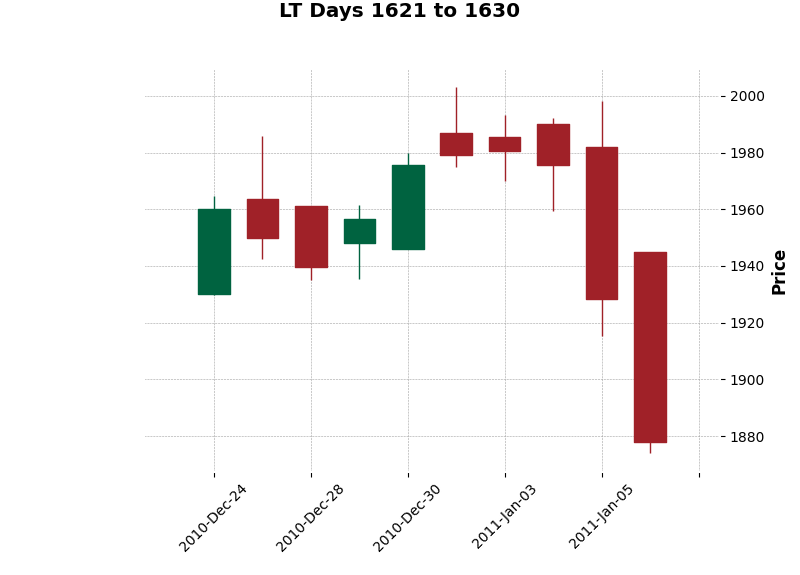 LT Days 1621 to 1630
2000
1980
1960
1940
1920
1900
1880
Price
2010-Dec-24
2010-Dec-28
2010-Dec-30
2011-Jan-03
2011-Jan-05